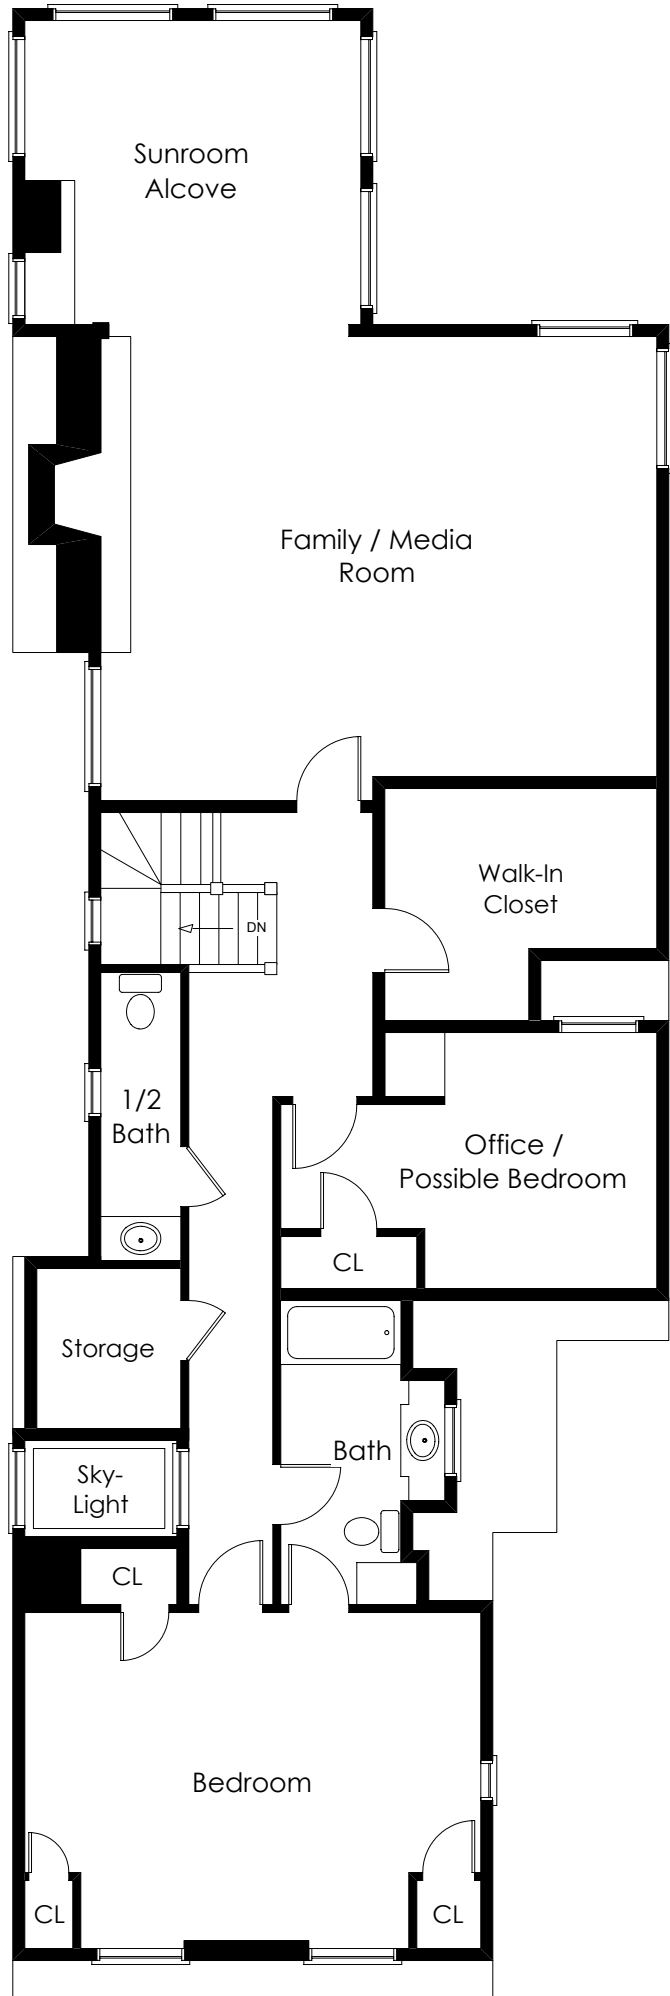 Sunroom
Alcove
Family / Media
Room
Walk-In
Closet
DN
1/2
Bath
Office /
Possible Bedroom
CL
Storage
Bath
Sky-
Light
CL
Bedroom
CL
CL